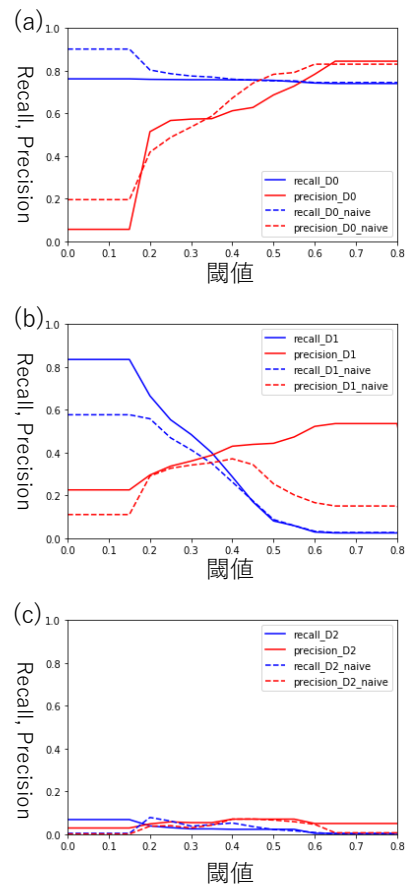 (a)
Recall, Precision
1.0
0.8
0.6
0.4
0.2
0.0
recall_D0
precision_D0
recall_D0_naive
precision_D0_naive
0.0 0.1 0.2 0.3 0.4 0.5 0.6 0.7 0.8
閾値
(b)
Recall, Precision
1.0
0.8
0.6
0.4
0.2
0.0
recall_D1
precision_D1
recall_D1_naive
precision_D1_naive
0.0 0.1 0.2 0.3 0.4 0.5 0.6 0.7 0.8
閾値
(c)
Recall, Precision
1.0
0.8
0.6
0.4
0.2
0.0
recall_D2
precision_D2
recall_D2_naive
precision_D2_naive
0.0 0.1 0.2 0.3 0.4 0.5 0.6 0.7 0.8
閾値